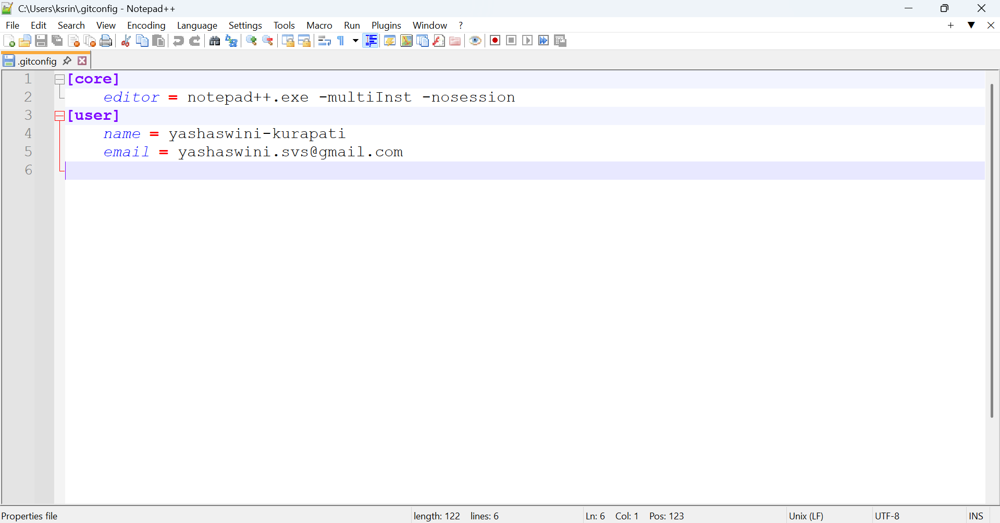 C:\Users\ksrin\.gitconfig - Notepad++
File Edit Search View Encoding Language Settings Tools Macro Run Plugins Window ?
.gitconfig
1 [core]
2 editor = notepad++.exe -multiInst -nosession
3 [user]
4 name = yashaswini-kurapati
5 email = yashaswini.svs@gmail.com
6
Properties file length: 122 lines: 6 Ln: 6 Col: 1 Pos: 123 Unix (LF) UTF-8 INS